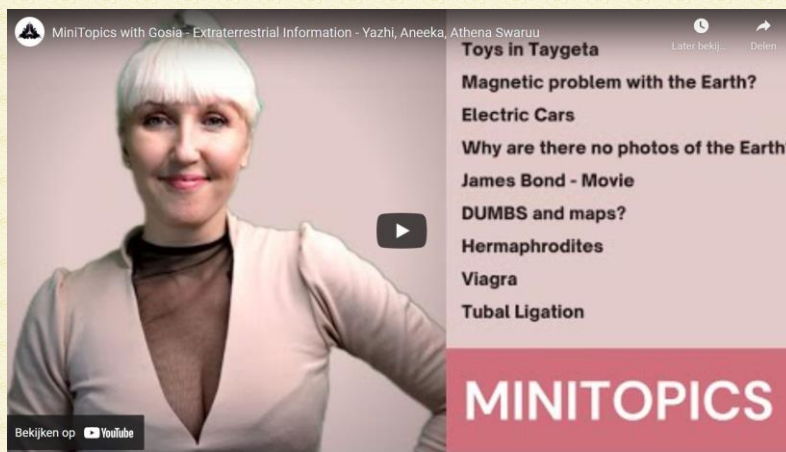 MiniTopics with Gosia - Extraterrestrial Information - Yazhi, Aneeka, Athena Swaruu
Later bekij...
Delen
Toys in Taygeta
Magnetic problem with the Earth?
Electric Cars
Why are there no photos of the Earth?
James Bond - Movie
DUMBS and maps?
Hermaphrodites
Viagra
Tubal Ligation
MINITOPICS
Bekijken op YouTube